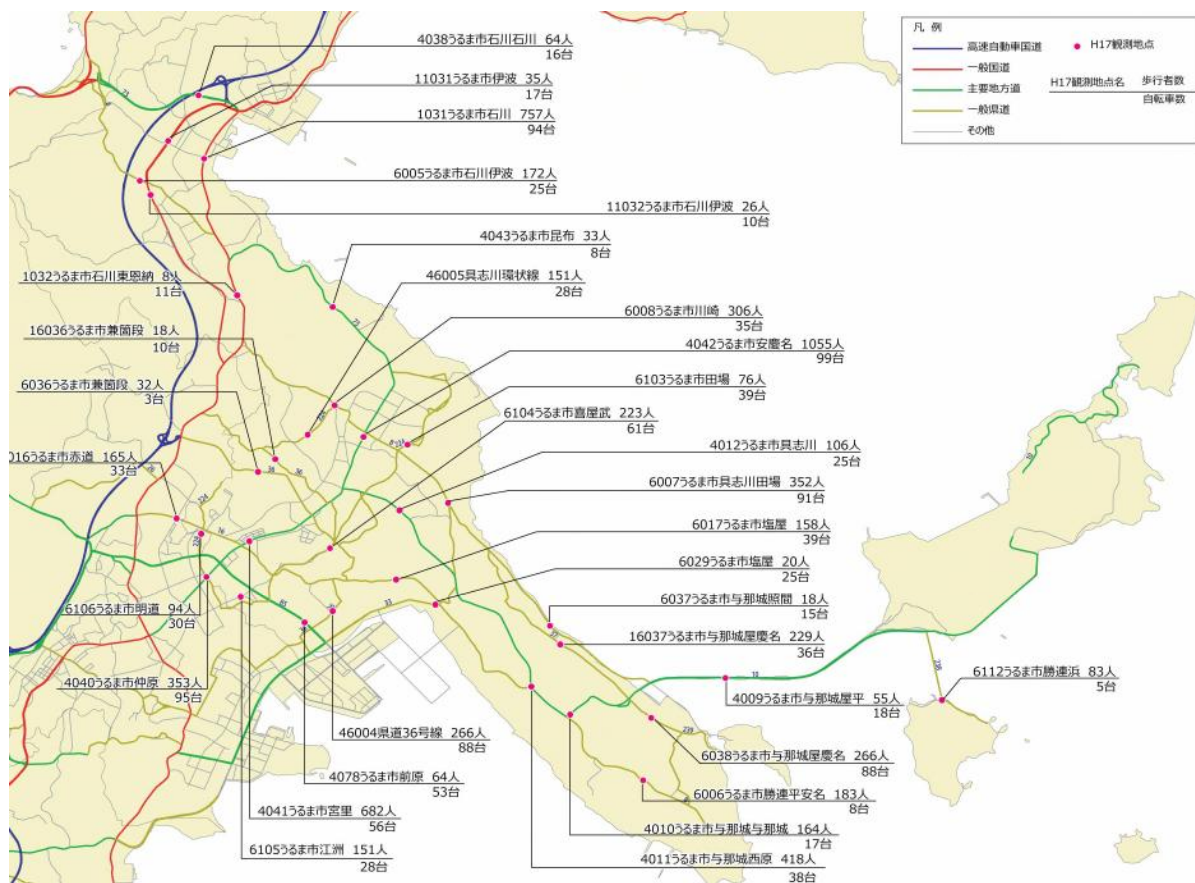 凡 例
高速自動車国道
一般国道
主要地方道
一般県道
その他
H17観測地点
H17観測地点名 歩行者数
自転車数
4038うるま市石川石川 64人
16台
11031うるま市伊波 35人
17台
1031うるま市石川 757人
94台
6005うるま市石川伊波 172人
25台
11032うるま市石川伊波 26人
10台
4043うるま市昆布 33人
8台
1032うるま市石川東恩納 8人
11台
46005具志川環状線 151人
28台
6008うるま市川崎 306人
35台
16036うるま市兼箇段 18人
10台
4042うるま市安慶名 1055人
99台
6036うるま市兼箇段 32人
3台
6103うるま市田場 76人
39台
6104うるま市喜屋武 223人
61台
016うるま市赤道 165人
33台
4012うるま市具志川 106人
25台
6007うるま市具志川田場 352人
91台
6017うるま市塩屋 158人
39台
6029うるま市塩屋 20人
25台
6106うるま市明道 94人
30台
6037うるま市与那城照間 18人
15台
16037うるま市与那城屋慶名 229人
36台
4040うるま市仲原 353人
95台
4009うるま市与那城屋平 55人
18台
6112うるま市勝連浜 83人
5台
46004県道36号線 266人
88台
6038うるま市与那城屋慶名 266人
88台
4078うるま市前原 64人
53台
6006うるま市勝連平安名 183人
8台
4041うるま市宮里 682人
56台
4010うるま市与那城与那城 164人
17台
6105うるま市江洲 151人
28台
4011うるま市与那城西原 418人
38台